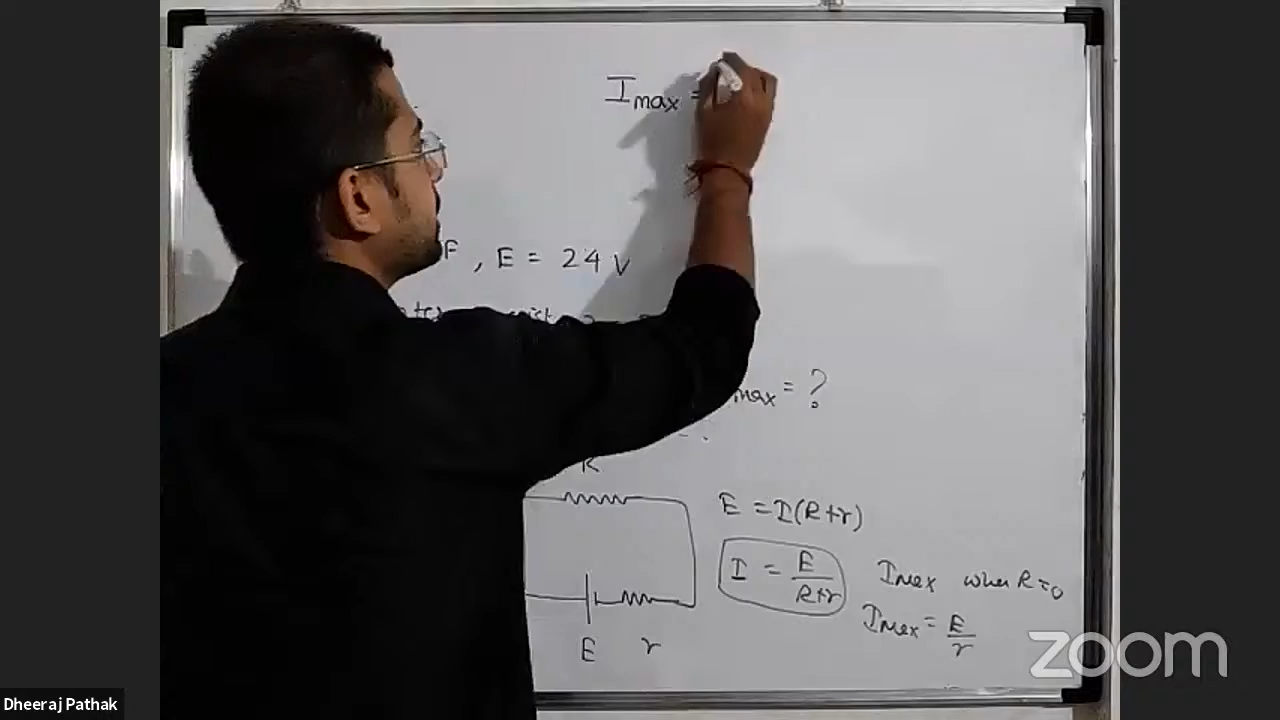 Imax =
F , E = 24 V
max = ?
R
E = I(R+r)
I = E/R+r
Imax when R = 0
Imax = E/r
E r
zoom
Dheeraj Pathak